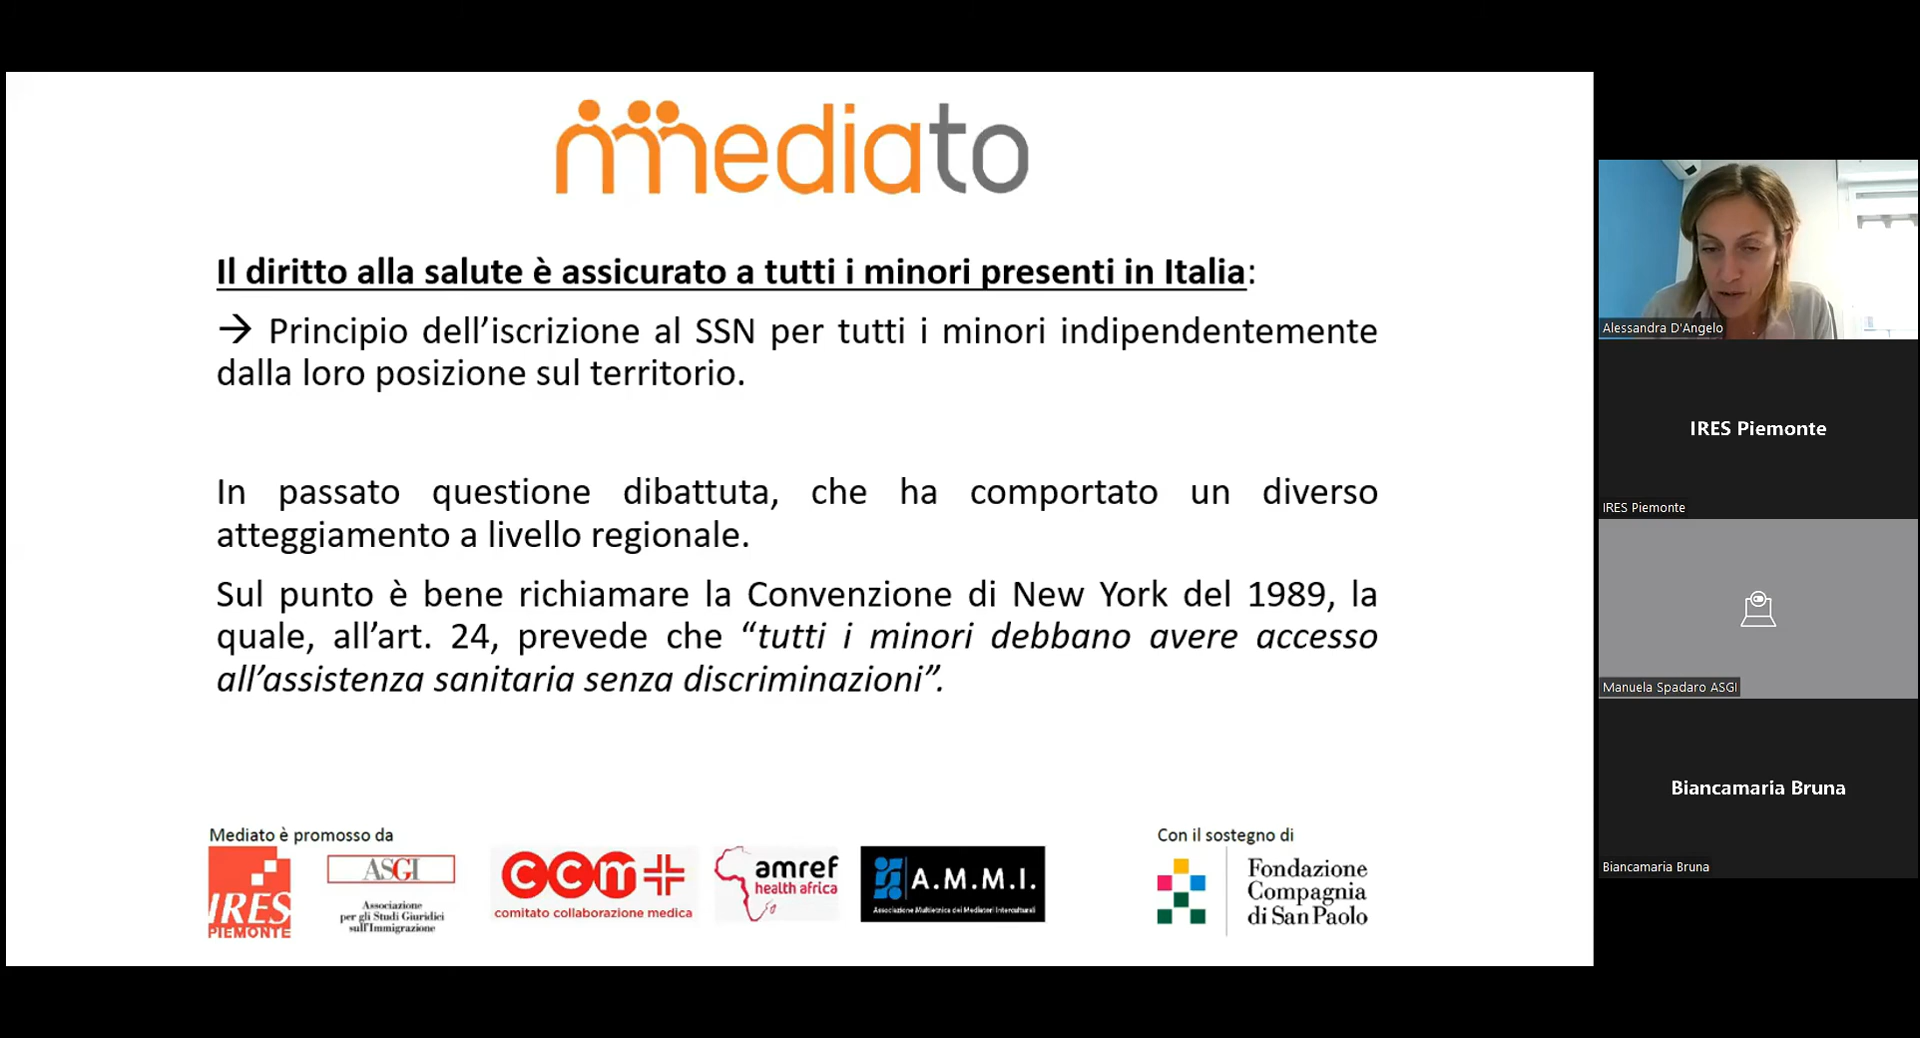 mediato
Il diritto alla salute è assicurato a tutti i minori presenti in Italia:
→ Principio dell’iscrizione al SSN per tutti i minori indipendentemente
dalla loro posizione sul territorio.
In passato questione dibattuta, che ha comportato un diverso
atteggiamento a livello regionale.
Sul punto è bene richiamare la Convenzione di New York del 1989, la
quale, all’art. 24, prevede che “tutti i minori debbano avere accesso
all’assistenza sanitaria senza discriminazioni”.
Mediato è promosso da
IRES
PIEMONTE
ASGI
Associazione
per gli Studi Giuridici
sull'Immigrazione
ccm
comitato collaborazione medica
amref
health africa
A.M.M.I.
Associazione Multietnica dei Mediatori Interculturali
Con il sostegno di
Fondazione
Compagnia
di San Paolo
Alessandra D'Angelo
IRES Piemonte
IRES Piemonte
Manuela Spadaro ASGI
Biancamaria Bruna
Biancamaria Bruna